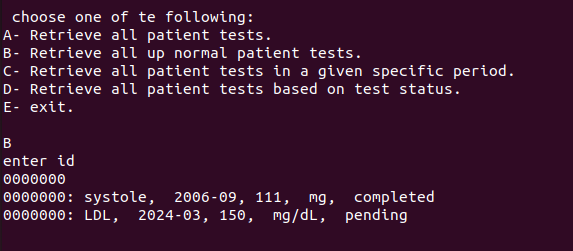 choose one of te following:
A- Retrieve all patient tests.
B- Retrieve all up normal patient tests.
C- Retrieve all patient tests in a given specific period.
D- Retrieve all patient tests based on test status.
E- exit.
B
enter id
0000000
0000000: systole,  2006-09, 111,  mg,  completed
0000000: LDL,  2024-03, 150,  mg/dL,  pending